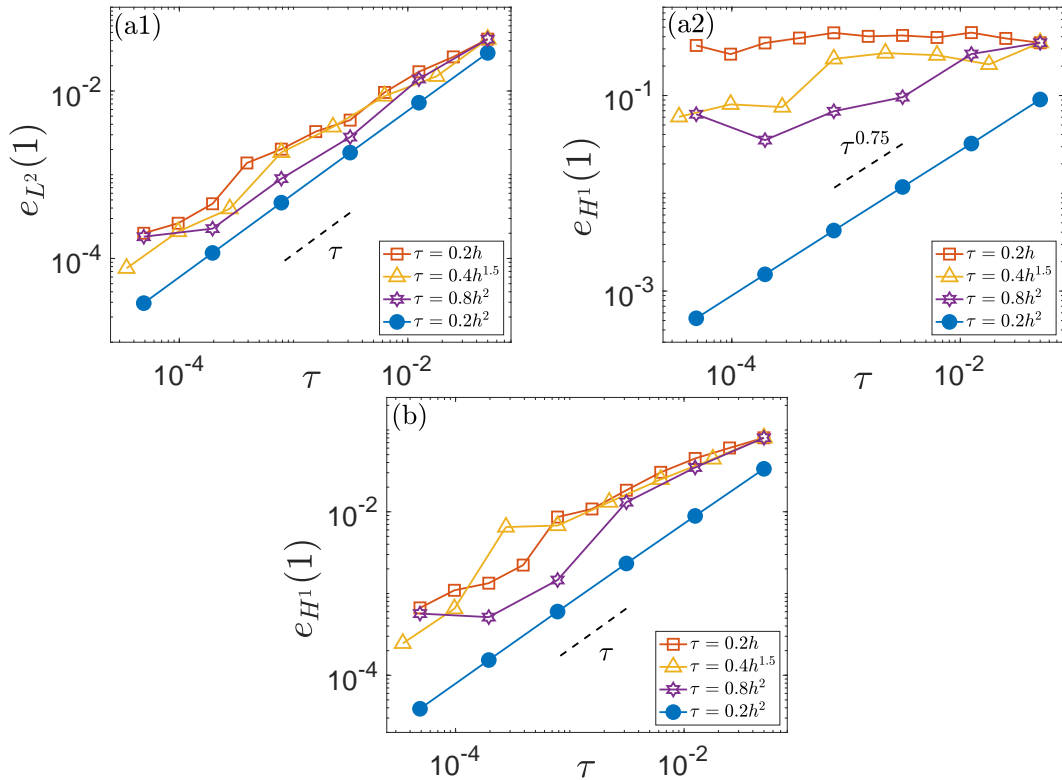 (a1)
e_{L^2}(1)
10^{-2}
10^{-4}
τ
τ = 0.2h
τ = 0.4h^{1.5}
τ = 0.8h^2
τ = 0.2h^2
10^{-4}
τ
10^{-2}
(a2)
e_{H^1}(1)
10^{-1}
10^{-3}
τ^{0.75}
τ = 0.2h
τ = 0.4h^{1.5}
τ = 0.8h^2
τ = 0.2h^2
10^{-4}
τ
10^{-2}
(b)
e_{H^1}(1)
10^{-2}
10^{-4}
τ
τ = 0.2h
τ = 0.4h^{1.5}
τ = 0.8h^2
τ = 0.2h^2
10^{-4}
τ
10^{-2}